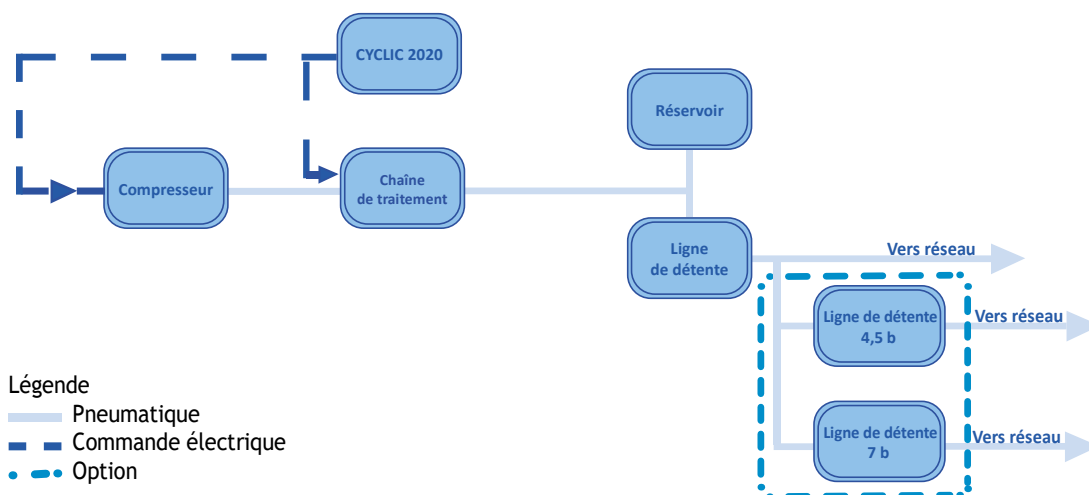 CYCLIC 2020
Réservoir
Compresseur
Chaîne
de traitement
Ligne
de détente
Vers réseau
Ligne de détente
4,5 b
Vers réseau
Ligne de détente
7 b
Vers réseau
Légende
Pneumatique
Commande électrique
Option